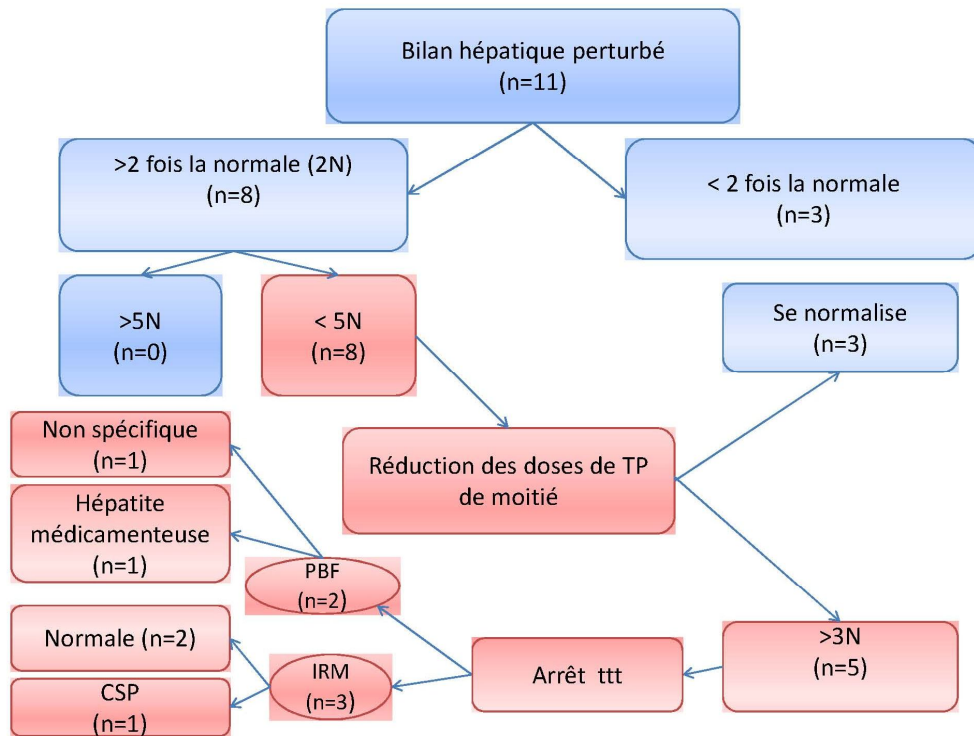 Bilan hépatique perturbé
(n=11)
>2 fois la normale (2N)
(n=8)
< 2 fois la normale
(n=3)
>5N
(n=0)
< 5N
(n=8)
Se normalise
(n=3)
Réduction des doses de TP
de moitié
Non spécifique
(n=1)
Hépatite
médicamenteuse
(n=1)
PBF
(n=2)
Normale (n=2)
CSP
(n=1)
IRM
(n=3)
Arrêt ttt
>3N
(n=5)